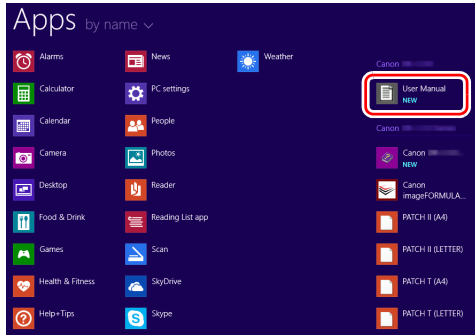 Apps by name
Alarms
Calculator
Calendar
Camera
Desktop
Food & Drink
Games
Health & Fitness
Help+Tips
News
PC settings
People
Photos
Reader
Reading List app
Scan
SkyDrive
Skype
Weather
Canon
User Manual
NEW
Canon
Canon
NEW
Canon
imageFORMULA...
PATCH II (A4)
PATCH II (LETTER)
PATCH T (A4)
PATCH T (LETTER)